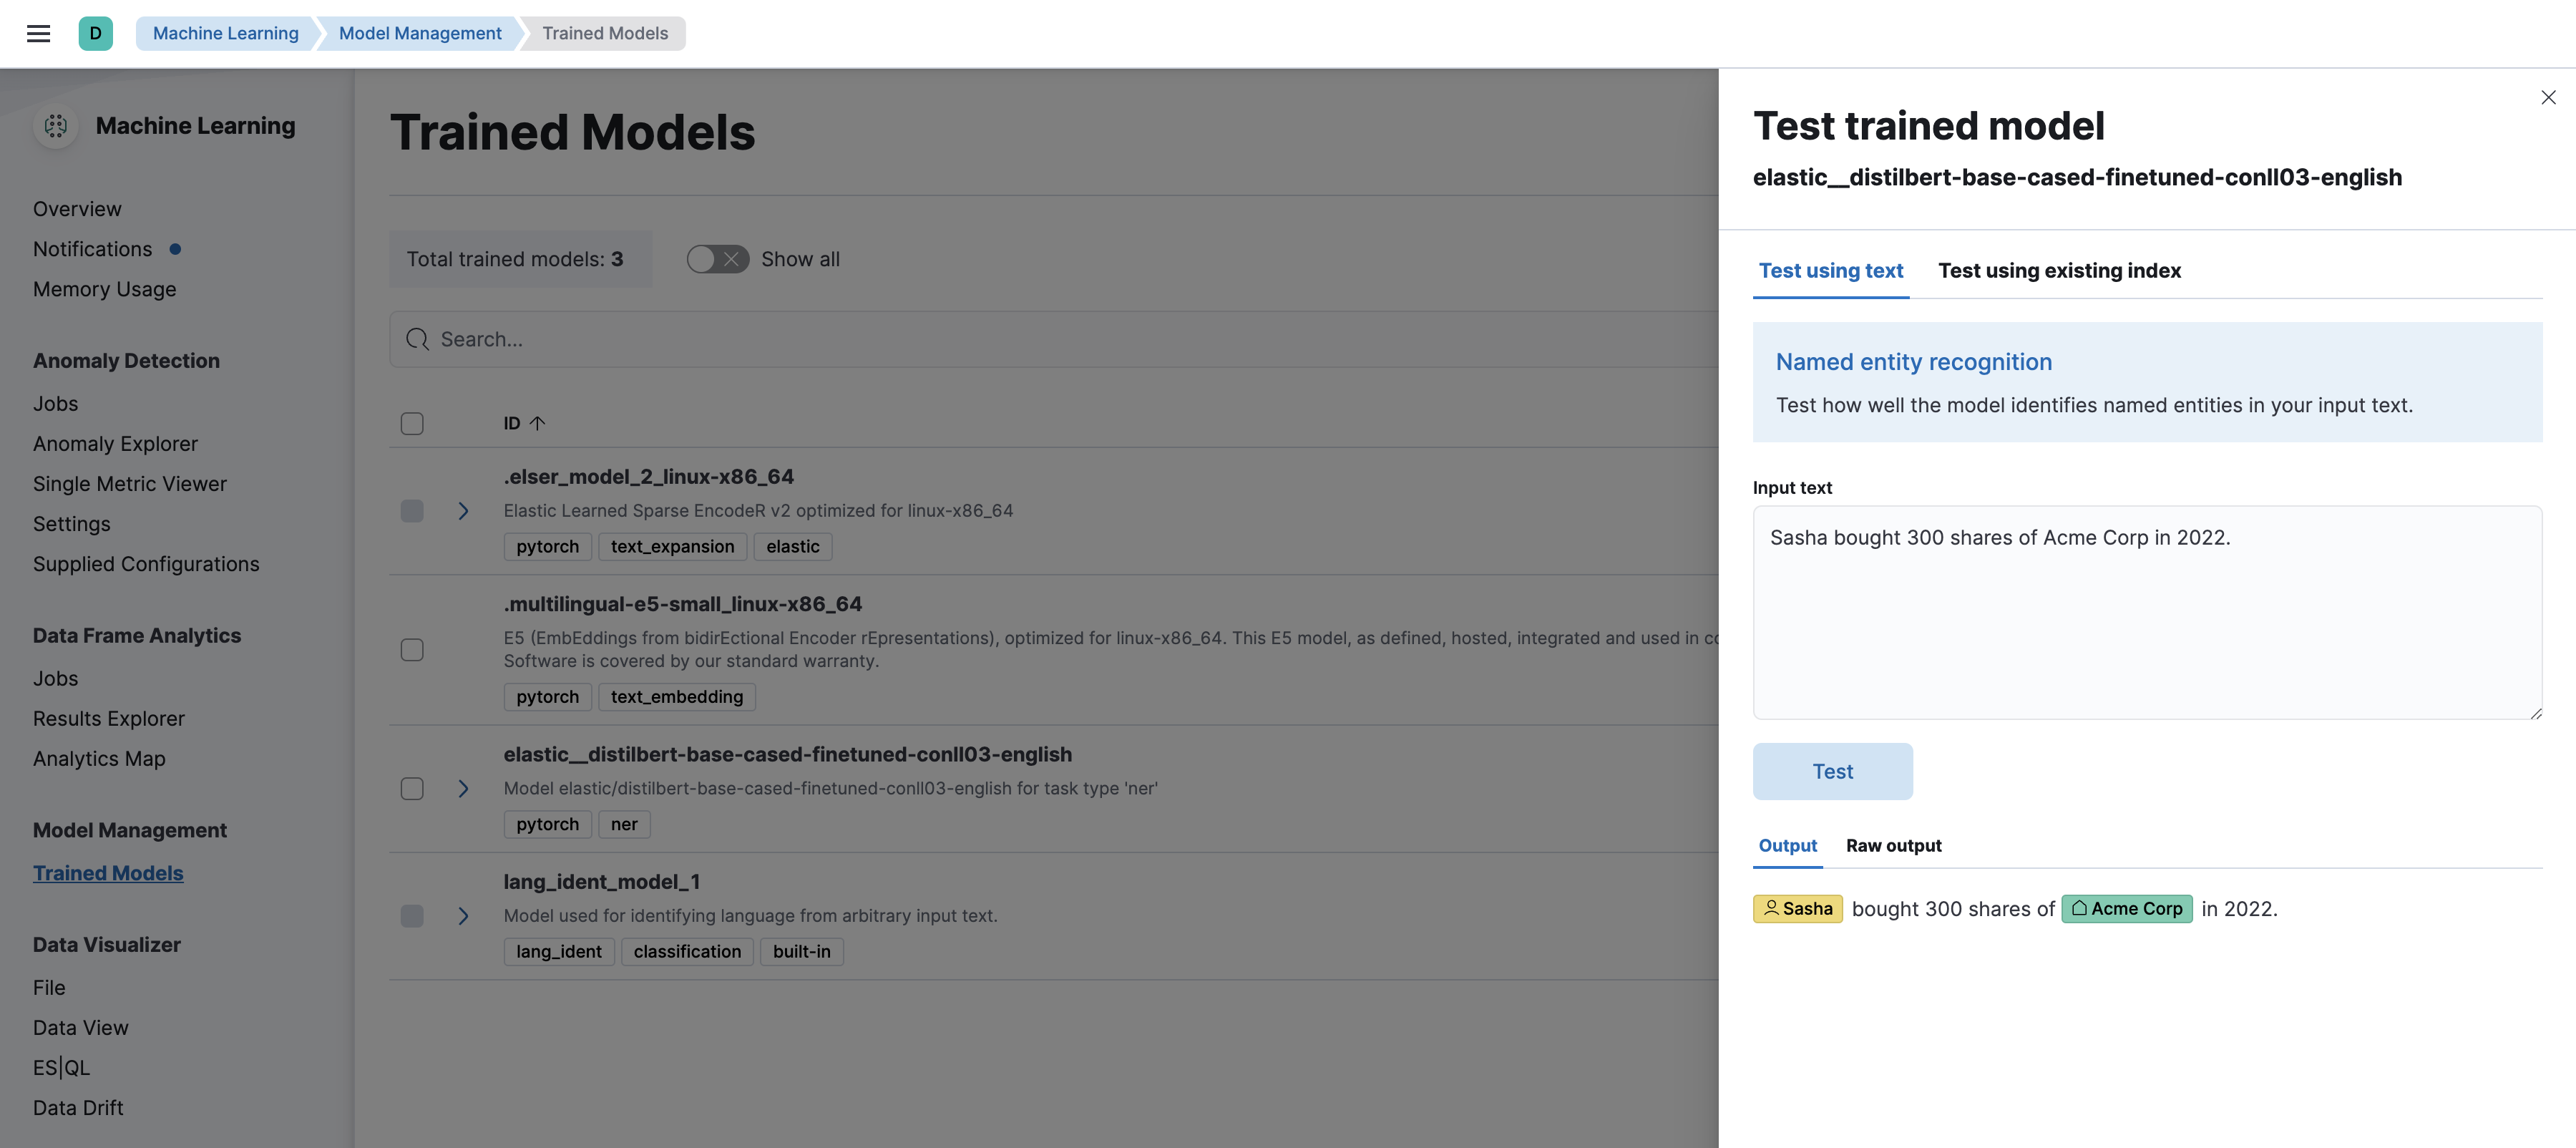 D
Machine Learning
Model Management
Trained Models
Machine Learning
Overview
Notifications
Memory Usage
Anomaly Detection
Jobs
Anomaly Explorer
Single Metric Viewer
Settings
Supplied Configurations
Data Frame Analytics
Jobs
Results Explorer
Analytics Map
Model Management
Trained Models
Data Visualizer
File
Data View
ES|QL
Data Drift
Trained Models
Total trained models: 3
Show all
Search...
ID
.elser_model_2_linux-x86_64
Elastic Learned Sparse EncodeR v2 optimized for linux-x86_64
pytorch text_expansion elastic
.multilingual-e5-small_linux-x86_64
E5 (EmbEddings from bidirEctional Encoder rEpresentations), optimized for linux-x86_64. This E5 model, as defined, hosted, integrated and used in
Software is covered by our standard warranty.
pytorch text_embedding
elastic__distilbert-base-cased-finetuned-conll03-english
Model elastic/distilbert-base-cased-finetuned-conll03-english for task type 'ner'
pytorch ner
lang_ident_model_1
Model used for identifying language from arbitrary input text.
lang_ident classification built-in
Test trained model
elastic__distilbert-base-cased-finetuned-conll03-english
Test using text Test using existing index
Named entity recognition
Test how well the model identifies named entities in your input text.
Input text
Sasha bought 300 shares of Acme Corp in 2022.
Test
Output Raw output
Sasha bought 300 shares of Acme Corp in 2022.